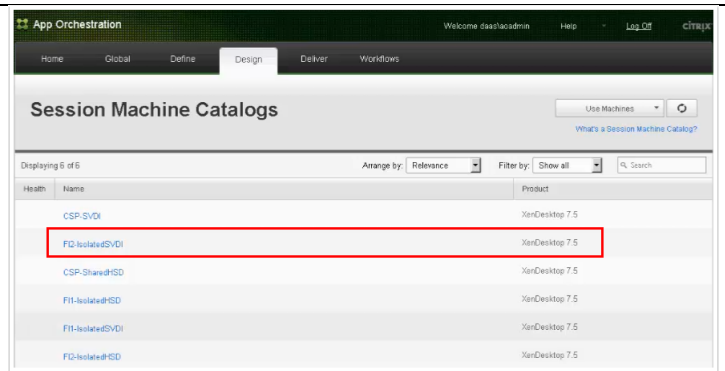 App Orchestration Welcome daas\aoadmin Help Log Off CITRIX
Home Global Define Design Deliver Workflows
Session Machine Catalogs
Use Machines
What's a Session Machine Catalog?
Displaying 6 of 6 Arrange by: Relevance Filter by: Show all Search
Health Name Product
CSP-SVDI XenDesktop 7.5
FI2-IsolatedSVDI XenDesktop 7.5
CSP-SharedHSD XenDesktop 7.5
FI1-IsolatedHSD XenDesktop 7.5
FI1-IsolatedSVDI XenDesktop 7.5
FI2-IsolatedHSD XenDesktop 7.5